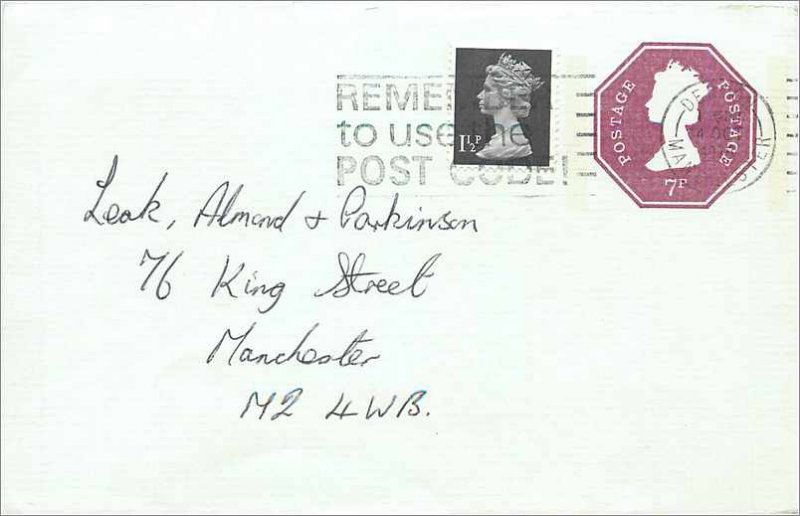 REMEMBER
to use the
POST CODE!
1½P
POSTAGE
POSTAGE
7P
Leak, Almond & Parkinson
76 King Street
Manchester
M2 4WB.